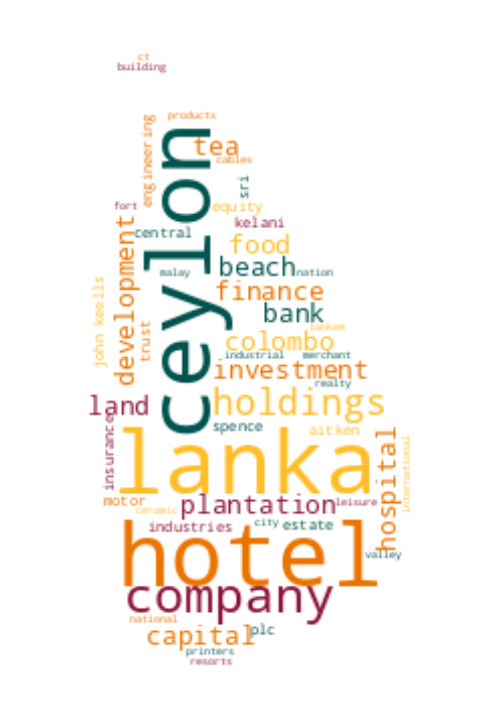 ct
building
products
engineering
tea
cables
ceylon
sri
fort
equity
kelani
central
development
food
malay
beach
nation
john keells
finance
bank
trust
lankem
colombo
industrial
merchant
investment
realty
land
holdings
spence
aitken
insurance
lanka
hospital
international
motor
plantation
leisure
ceramic
industries
city
estate
hotel
valley
company
national
capital
plc
printers
resorts